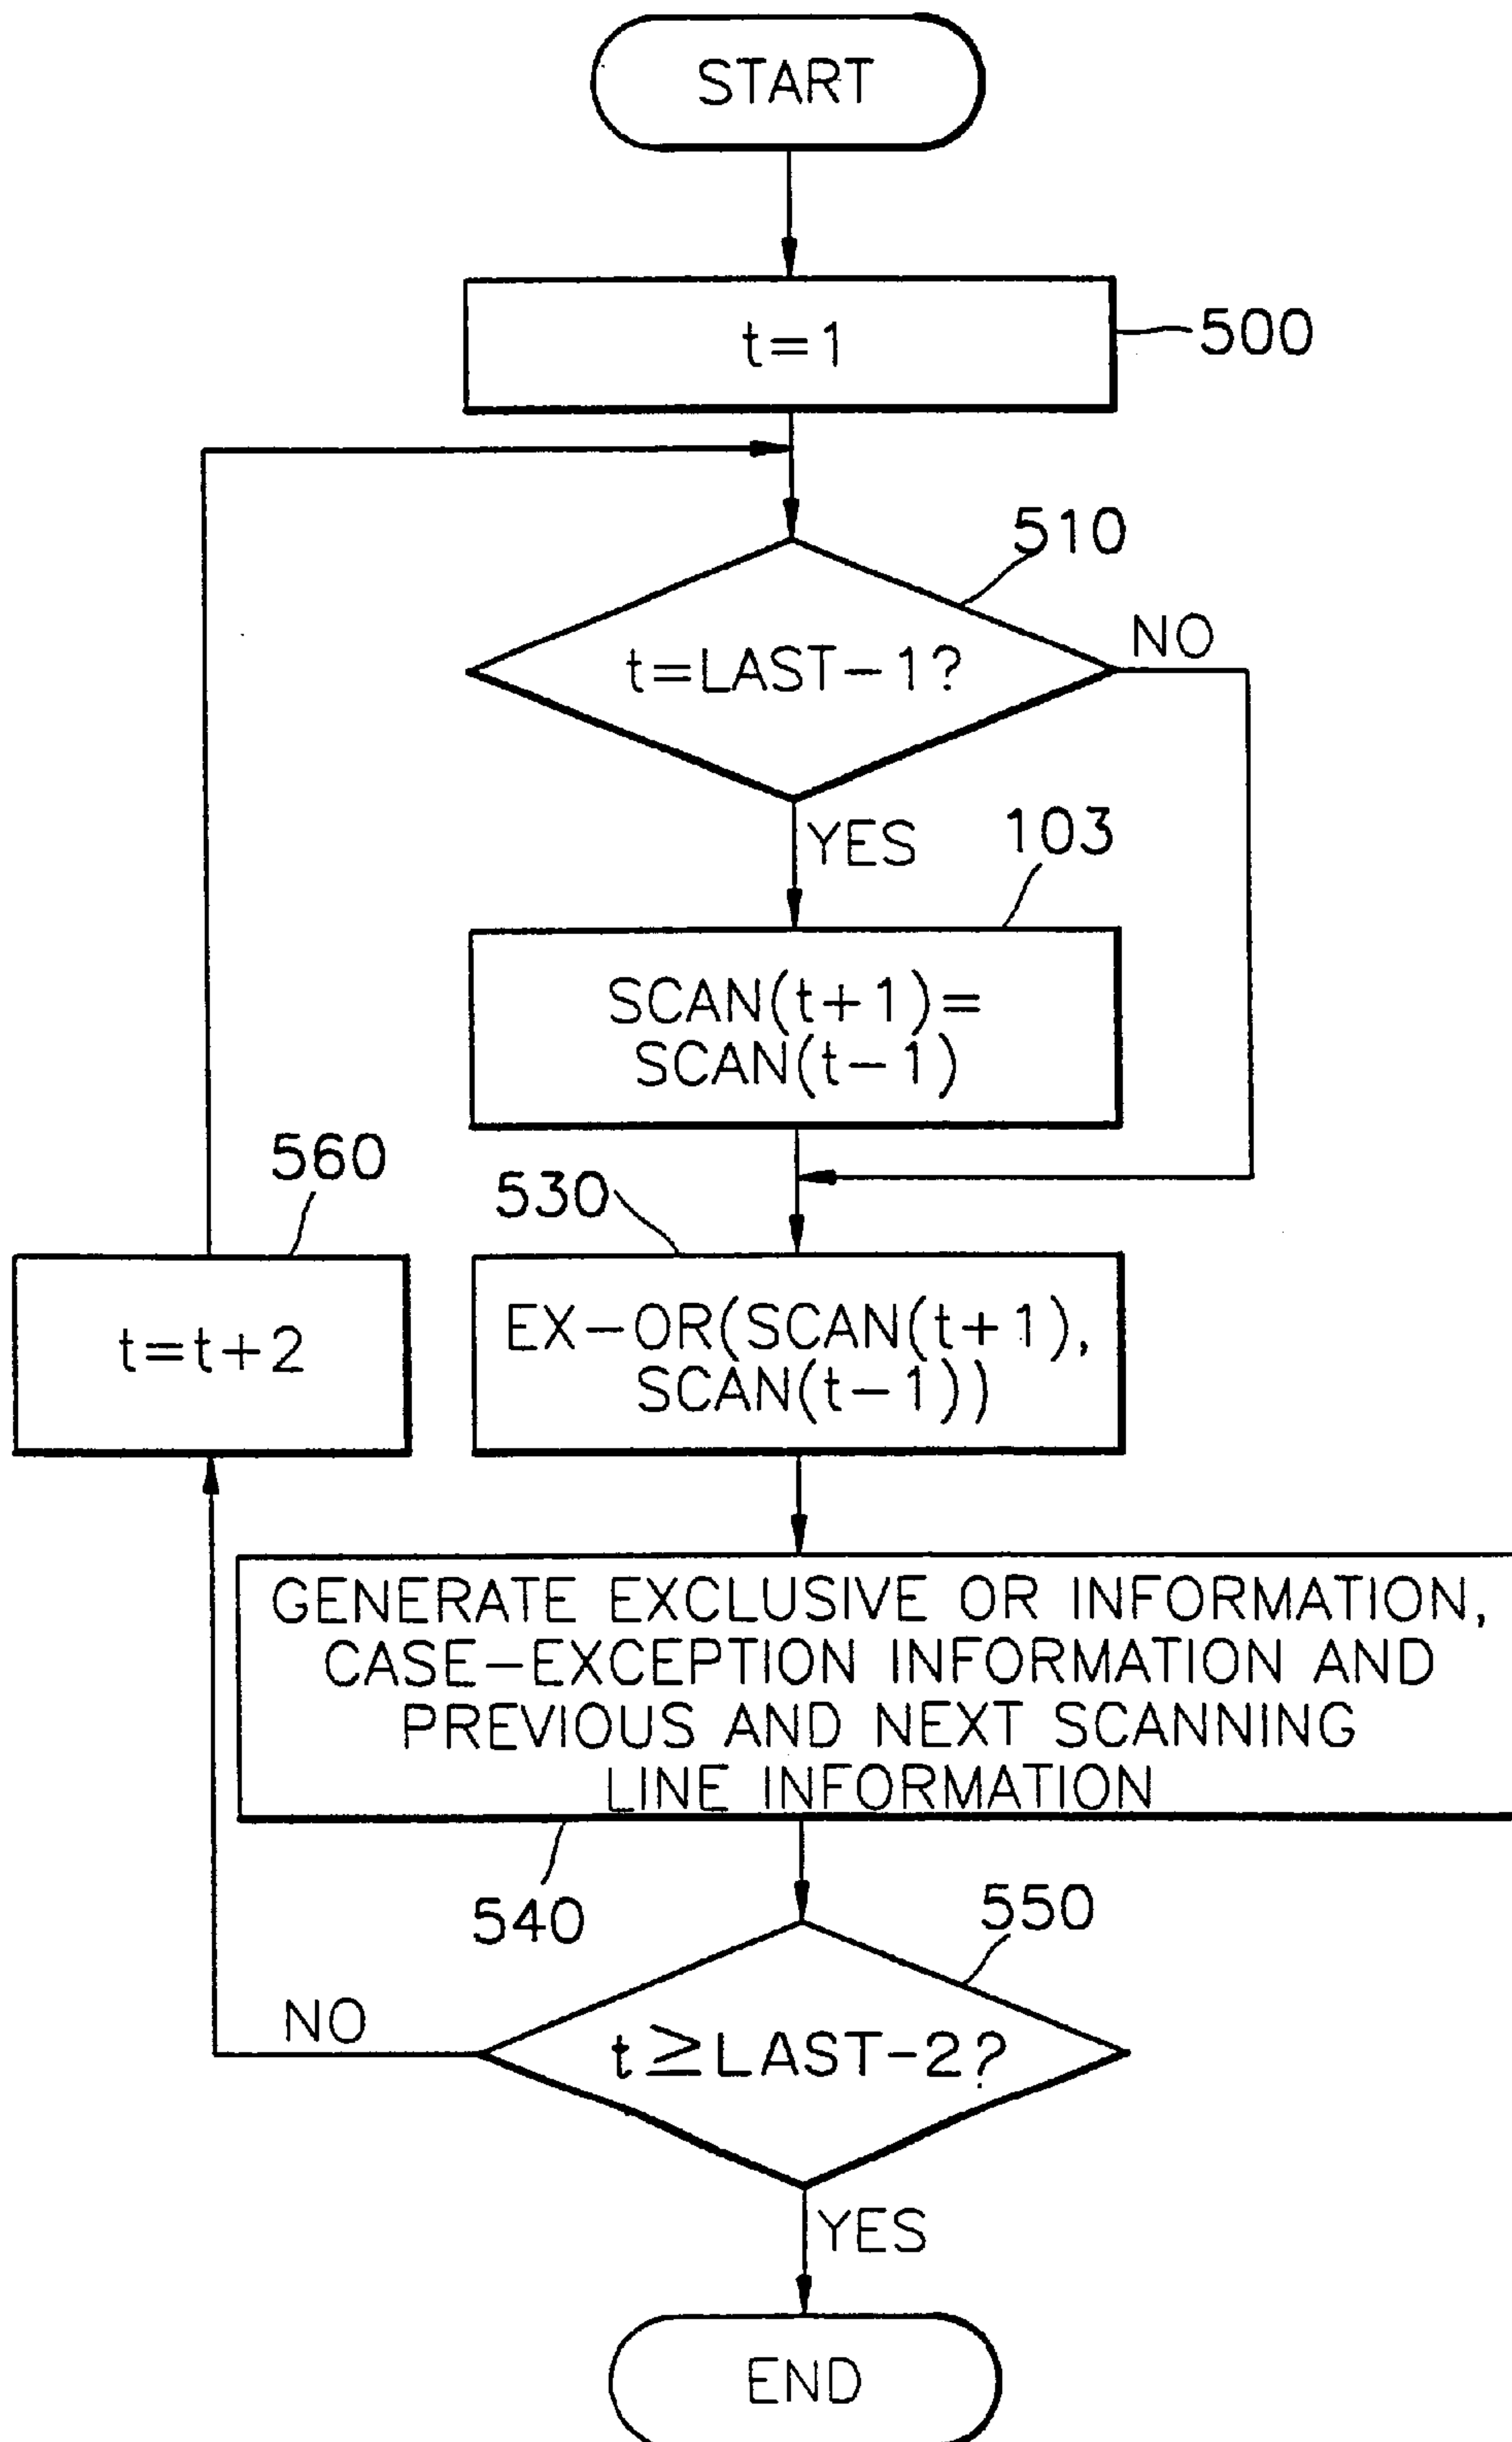 START
t=1
500
510
t=LAST-1?
NO
YES
103
SCAN(t+1)=
SCAN(t-1)
560
530
t=t+2
EX-OR(SCAN(t+1),
SCAN(t-1))
GENERATE EXCLUSIVE OR INFORMATION,
CASE-EXCEPTION INFORMATION AND
PREVIOUS AND NEXT SCANNING
LINE INFORMATION
540
550
NO
t≥LAST-2?
YES
END